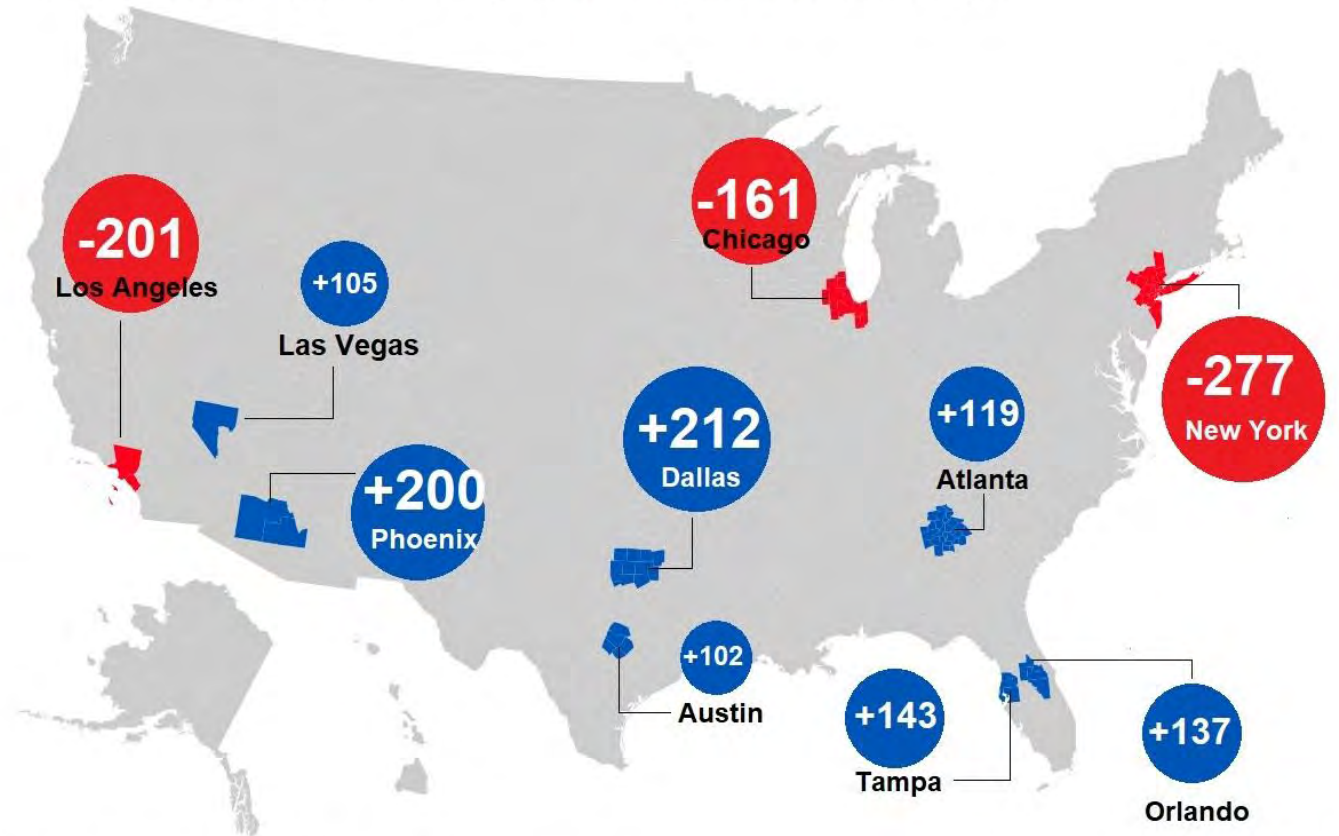 -201
Los Angeles
+105
Las Vegas
+200
Phoenix
-161
Chicago
+212
Dallas
+102
Austin
+119
Atlanta
-277
New York
+143
Tampa
+137
Orlando